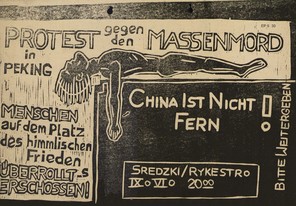 PROTEST gegen den MASSENMORD
in
PEKING
MENSCHEN
auf dem Platz
des himmlischen
Frieden s
ÜBERROLLT
ERSCHOSSEN!
CHINA IST NICHT
FERN!
SREDZKI/RYKESTRO
IX○VI○ 20⁰⁰
BITTE WEITERGEBEN